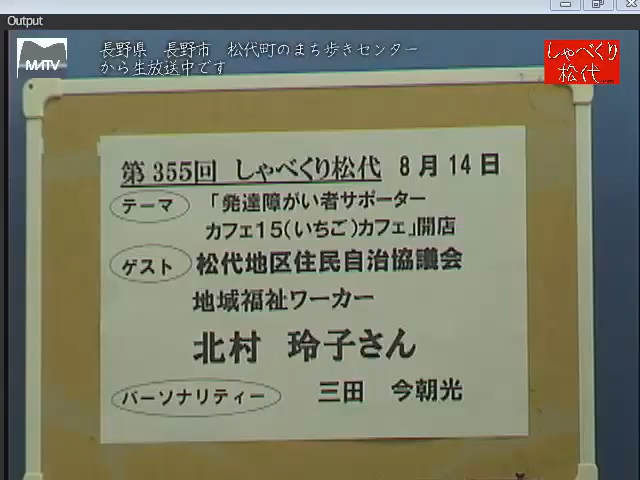 Output
MATV
長野県　長野市　松代町のまち歩きセンター
から生放送中です
しゃべくり
松代
第355回 しゃべくり松代 8月14日
テーマ 「発達障がい者サポーター
カフェ15(いちご)カフェ」開店
ゲスト 松代地区住民自治協議会
地域福祉ワーカー
北村　玲子さん
パーソナリティー 三田　今朝光